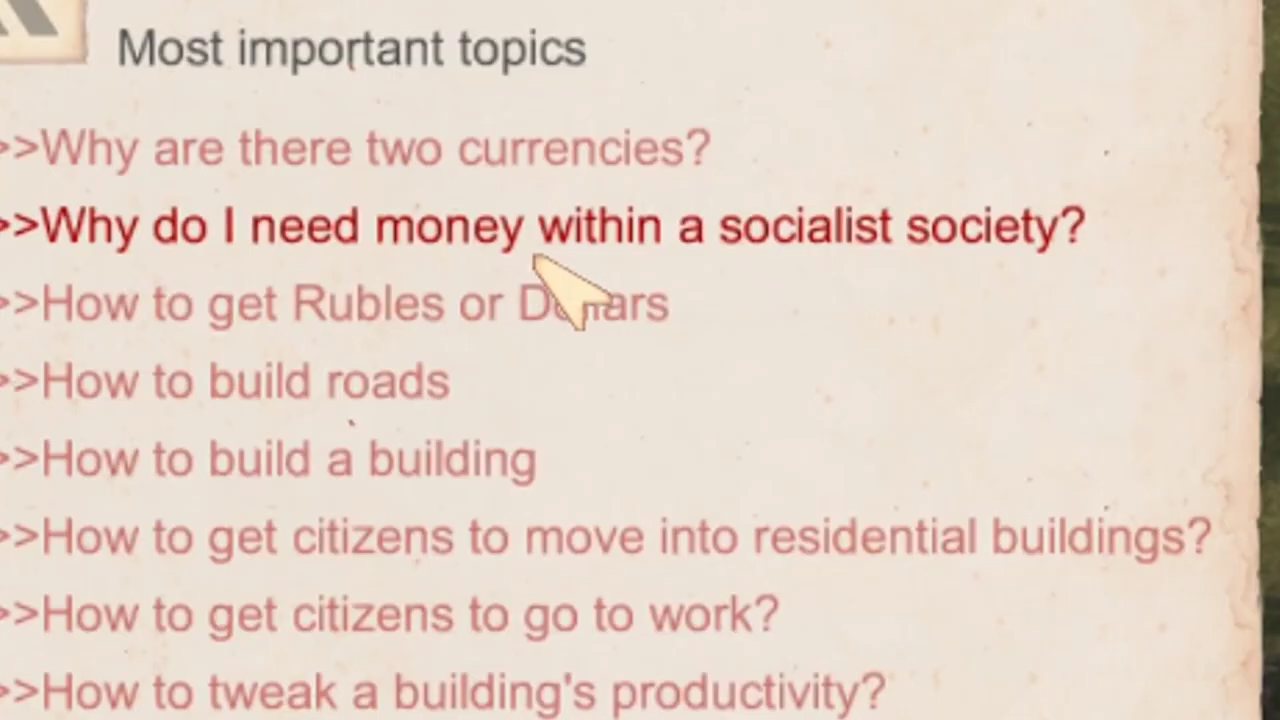 Most important topics
>>Why are there two currencies?
>>Why do I need money within a socialist society?
>>How to get Rubles or Dollars
>>How to build roads
>>How to build a building
>>How to get citizens to move into residential buildings?
>>How to get citizens to go to work?
>>How to tweak a building's productivity?